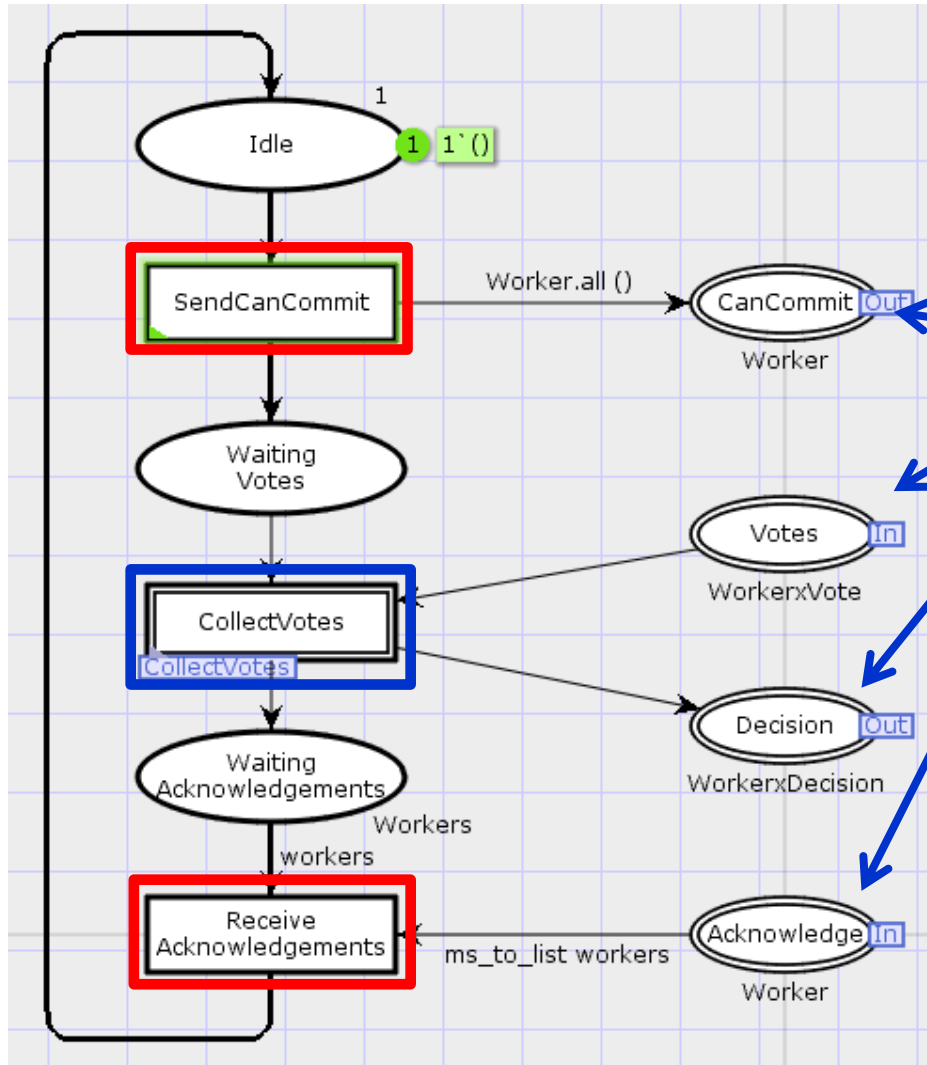 1
Idle
1
1`()
SendCanCommit
Worker.all ()
CanCommit
Out
Worker
Waiting
Votes
Votes
In
WorkerxVote
CollectVotes
CollectVotes
Decision
Out
WorkerxDecision
Waiting
Acknowledgements
Workers
workers
Receive
Acknowledgements
ms_to_list workers
Acknowledge
In
Worker